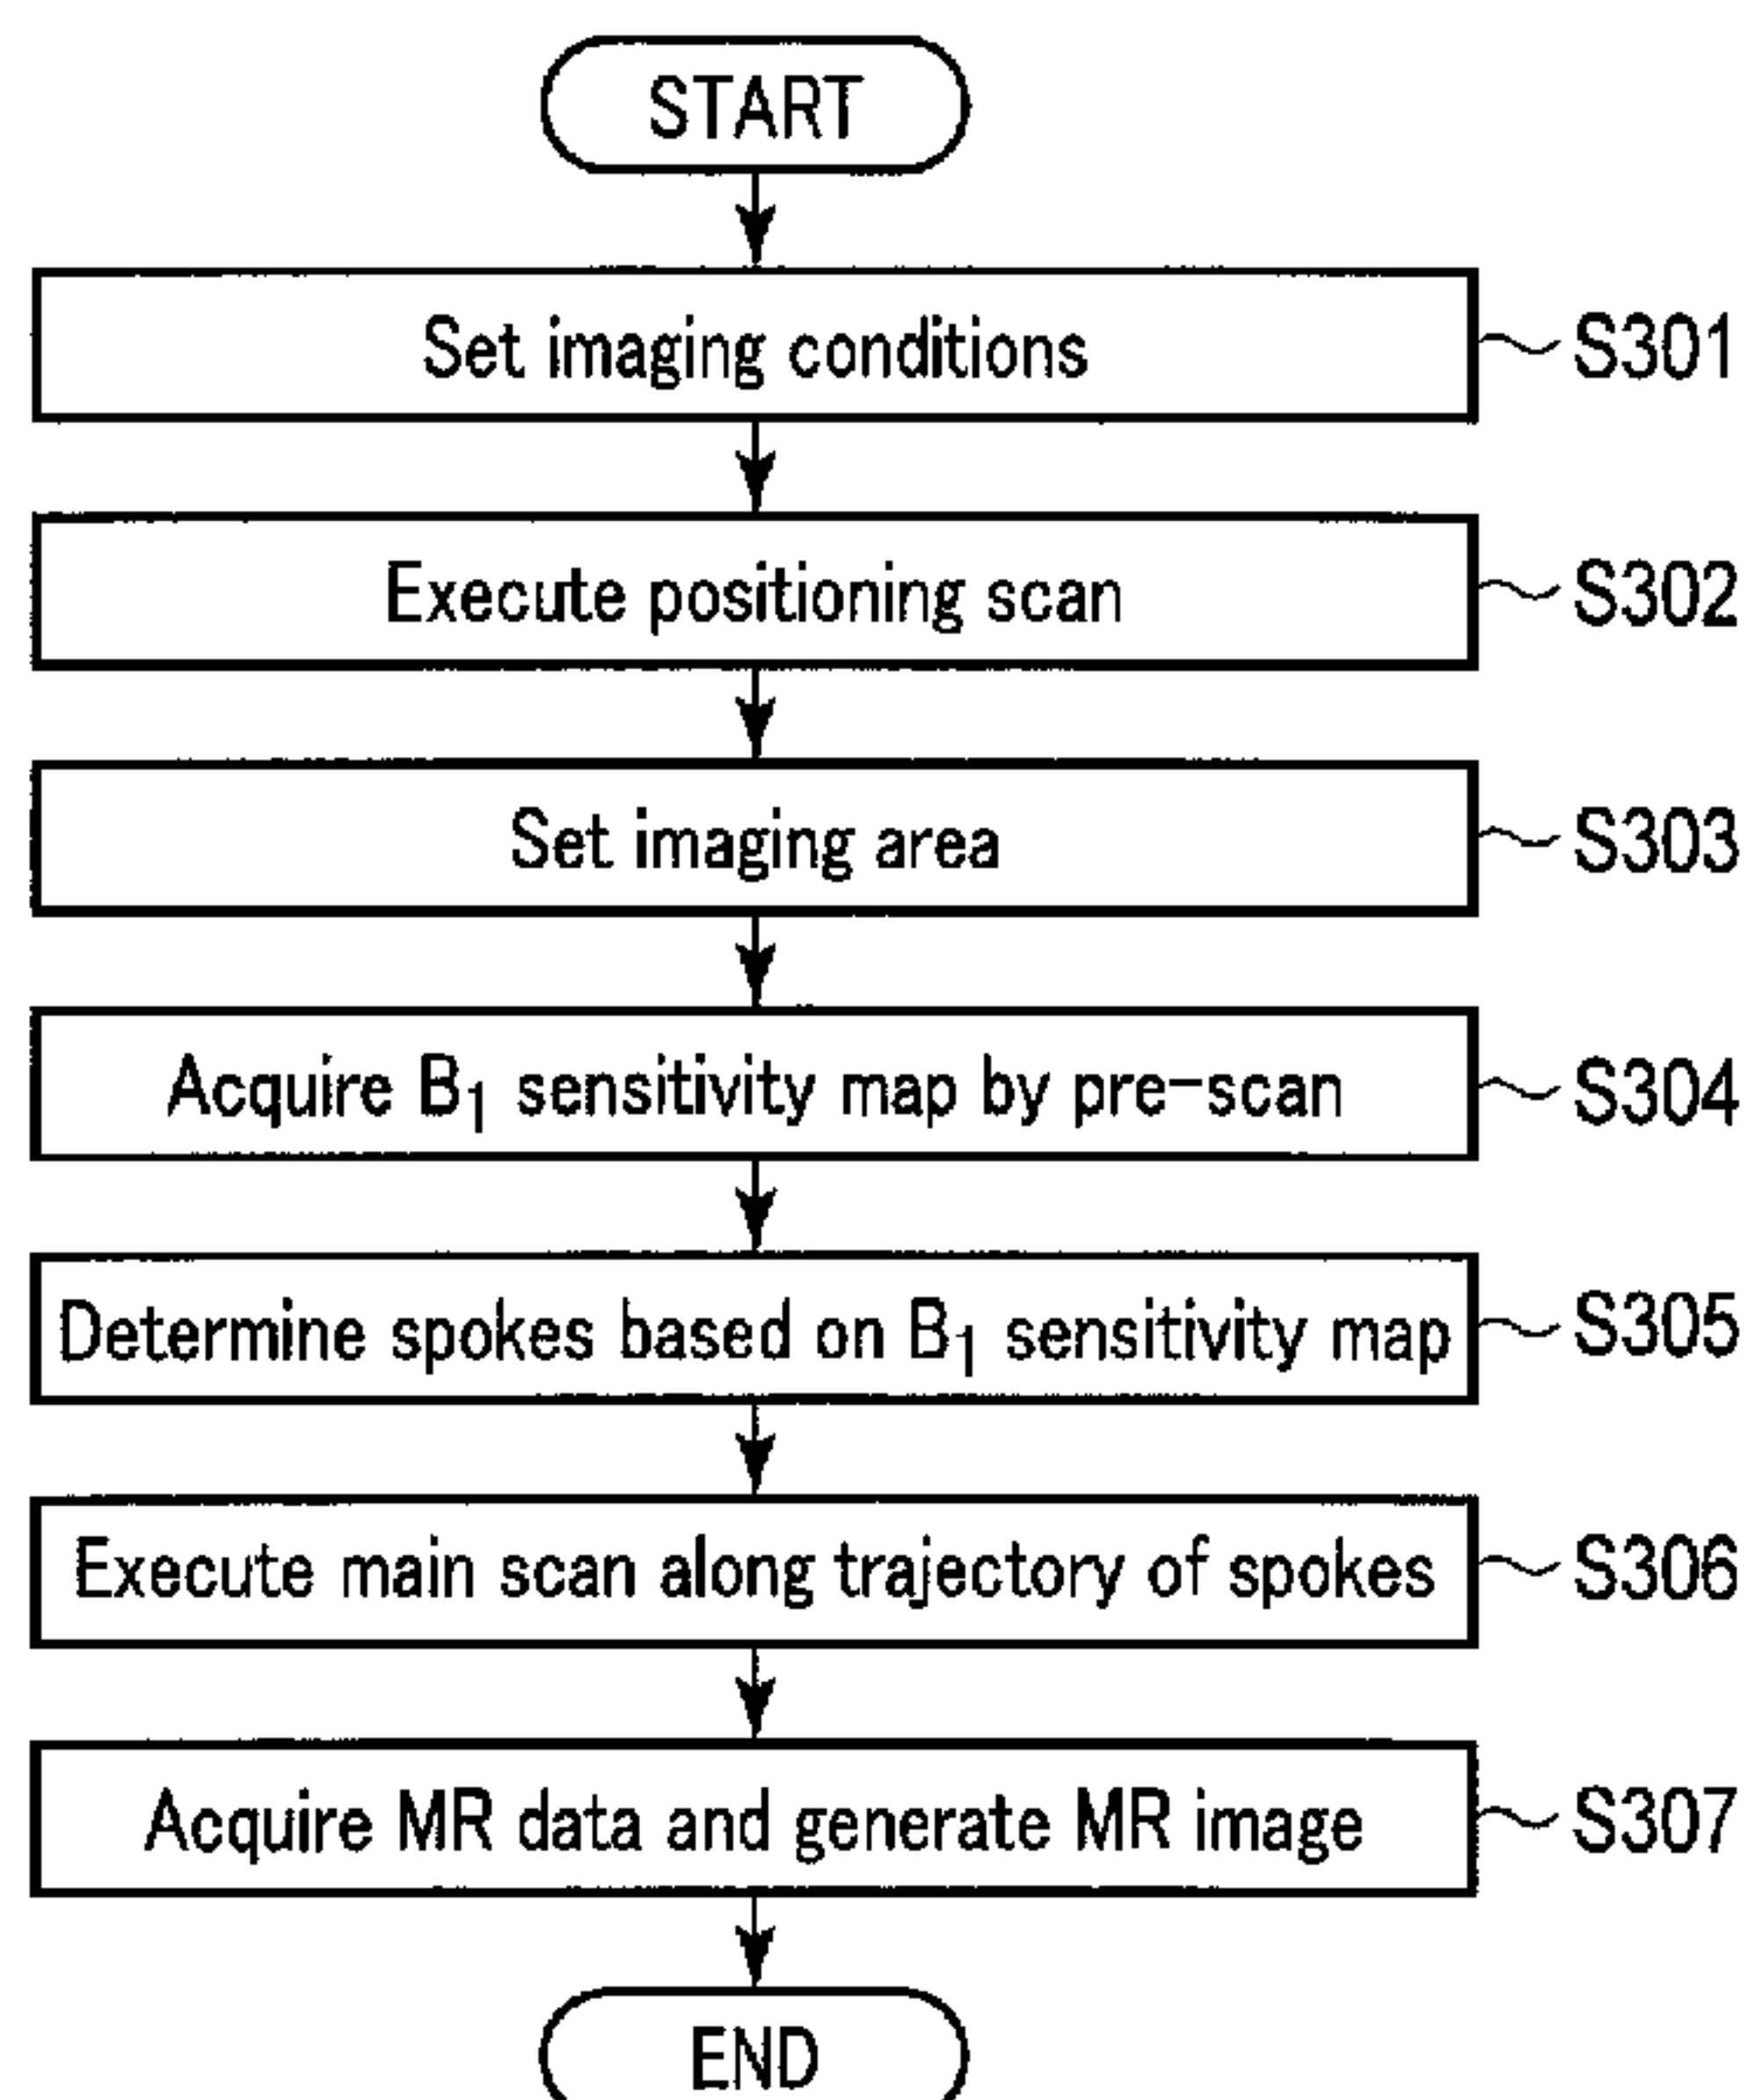 START
Set imaging conditions
S301
Execute positioning scan
S302
Set imaging area
S303
Acquire B₁ sensitivity map by pre-scan
S304
Determine spokes based on B₁ sensitivity map
S305
Execute main scan along trajectory of spokes
S306
Acquire MR data and generate MR image
S307
END